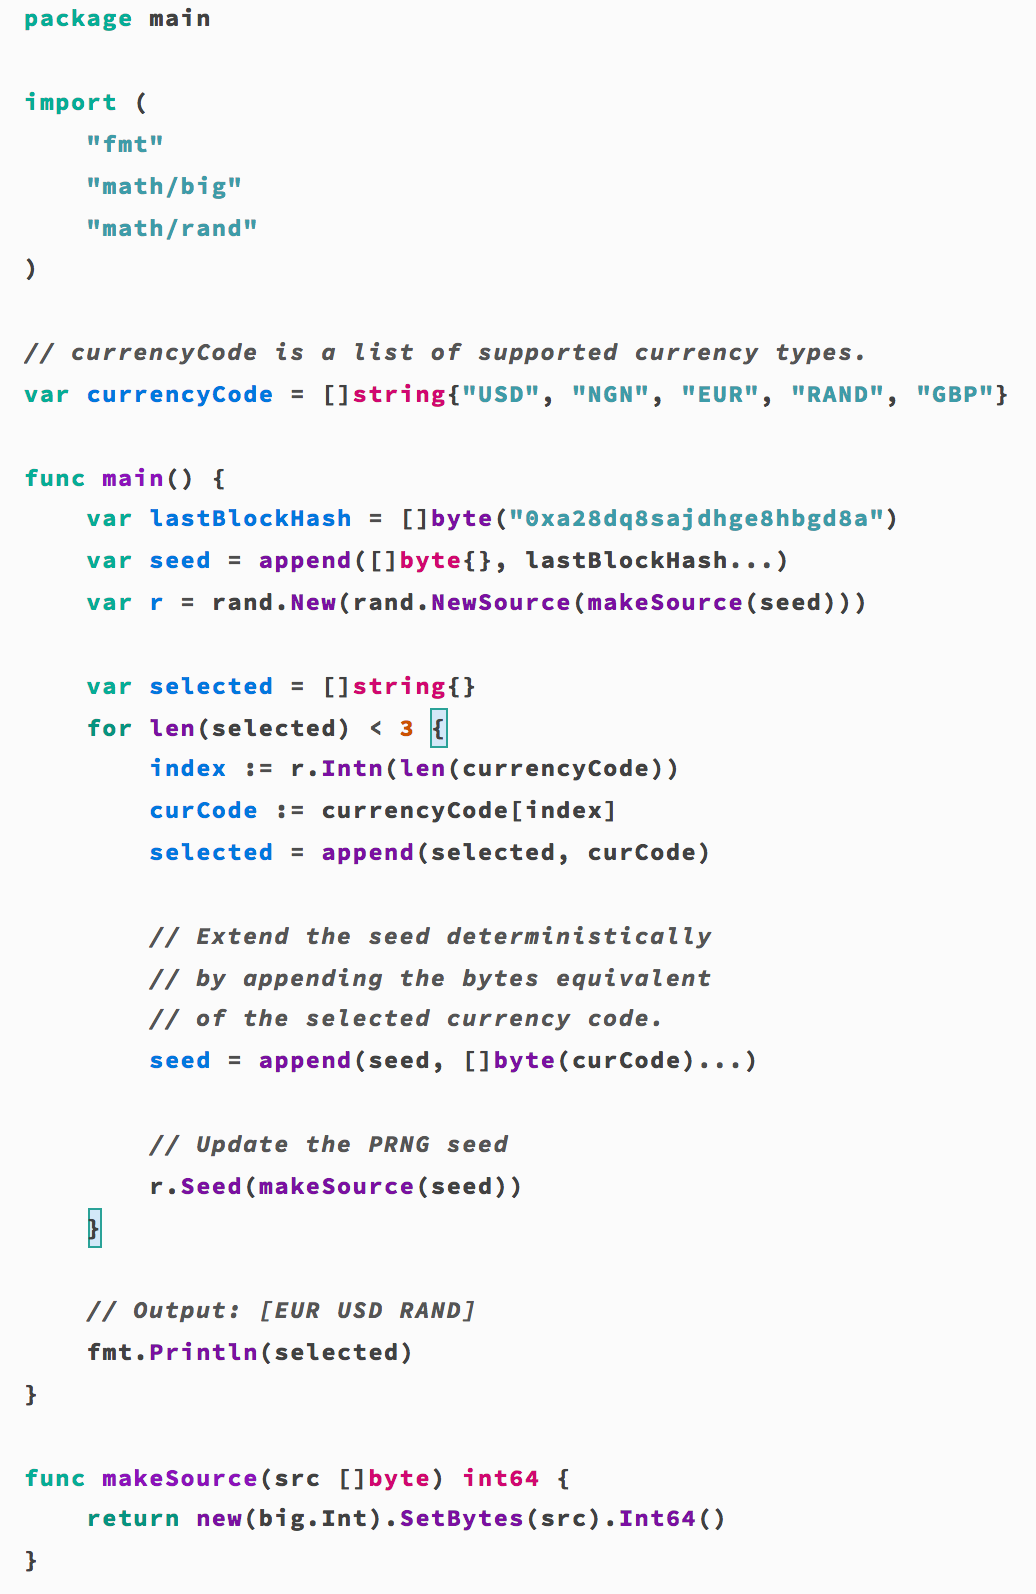 package main

import (
    "fmt"
    "math/big"
    "math/rand"
)

// currencyCode is a list of supported currency types.
var currencyCode = []string{"USD", "NGN", "EUR", "RAND", "GBP"}

func main() {
    var lastBlockHash = []byte("0xa28dq8sajdhge8hbgd8a")
    var seed = append([]byte{}, lastBlockHash...)
    var r = rand.New(rand.NewSource(makeSource(seed)))

    var selected = []string{}
    for len(selected) < 3 {
        index := r.Intn(len(currencyCode))
        curCode := currencyCode[index]
        selected = append(selected, curCode)

        // Extend the seed deterministically
        // by appending the bytes equivalent
        // of the selected currency code.
        seed = append(seed, []byte(curCode)...)

        // Update the PRNG seed
        r.Seed(makeSource(seed))
    }

    // Output: [EUR USD RAND]
    fmt.Println(selected)
}

func makeSource(src []byte) int64 {
    return new(big.Int).SetBytes(src).Int64()
}